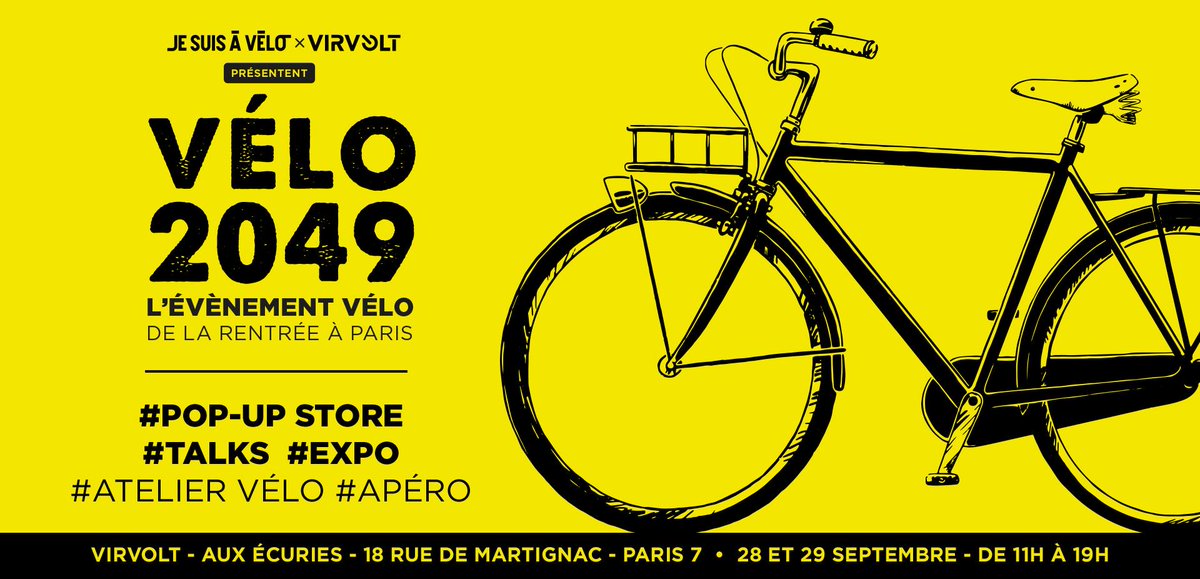 JE SUIS À VÉLO × VIRVOLT
PRÉSENTENT
VÉLO
2049
L'ÉVÈNEMENT VÉLO
DE LA RENTRÉE À PARIS
#POP-UP STORE
#TALKS #EXPO
#ATELIER VÉLO #APÉRO
VIRVOLT - AUX ÉCURIES - 18 RUE DE MARTIGNAC - PARIS 7 • 28 ET 29 SEPTEMBRE - DE 11H À 19H